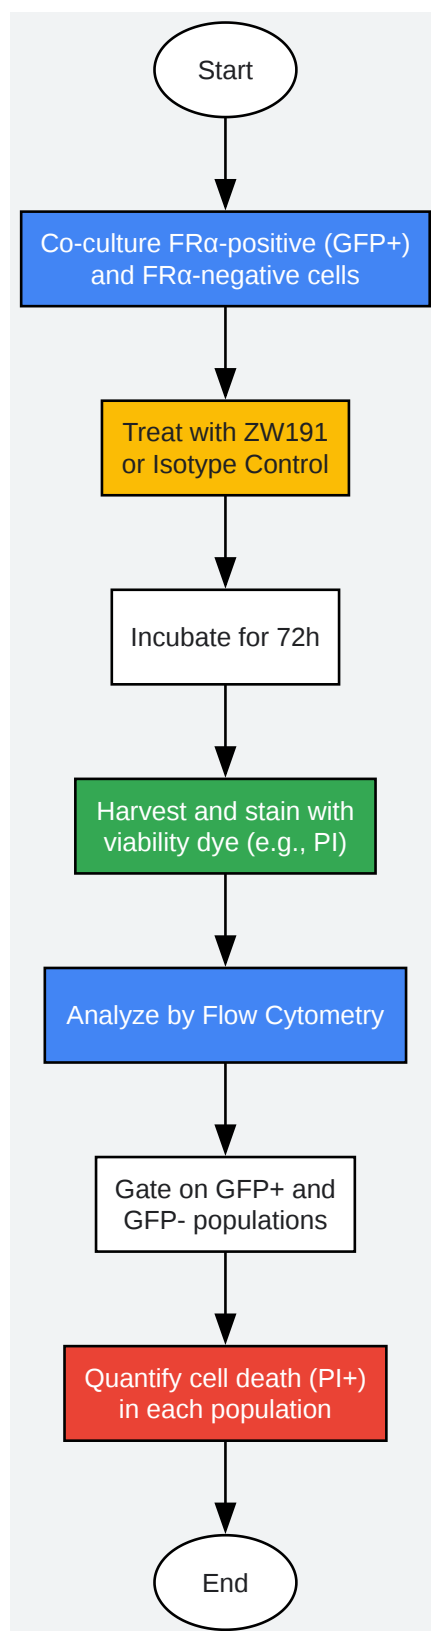 Start
Co-culture FRα-positive (GFP+)
and FRα-negative cells
Treat with ZW191
or Isotype Control
Incubate for 72h
Harvest and stain with
viability dye (e.g., PI)
Analyze by Flow Cytometry
Gate on GFP+ and
GFP- populations
Quantify cell death (PI+)
in each population
End